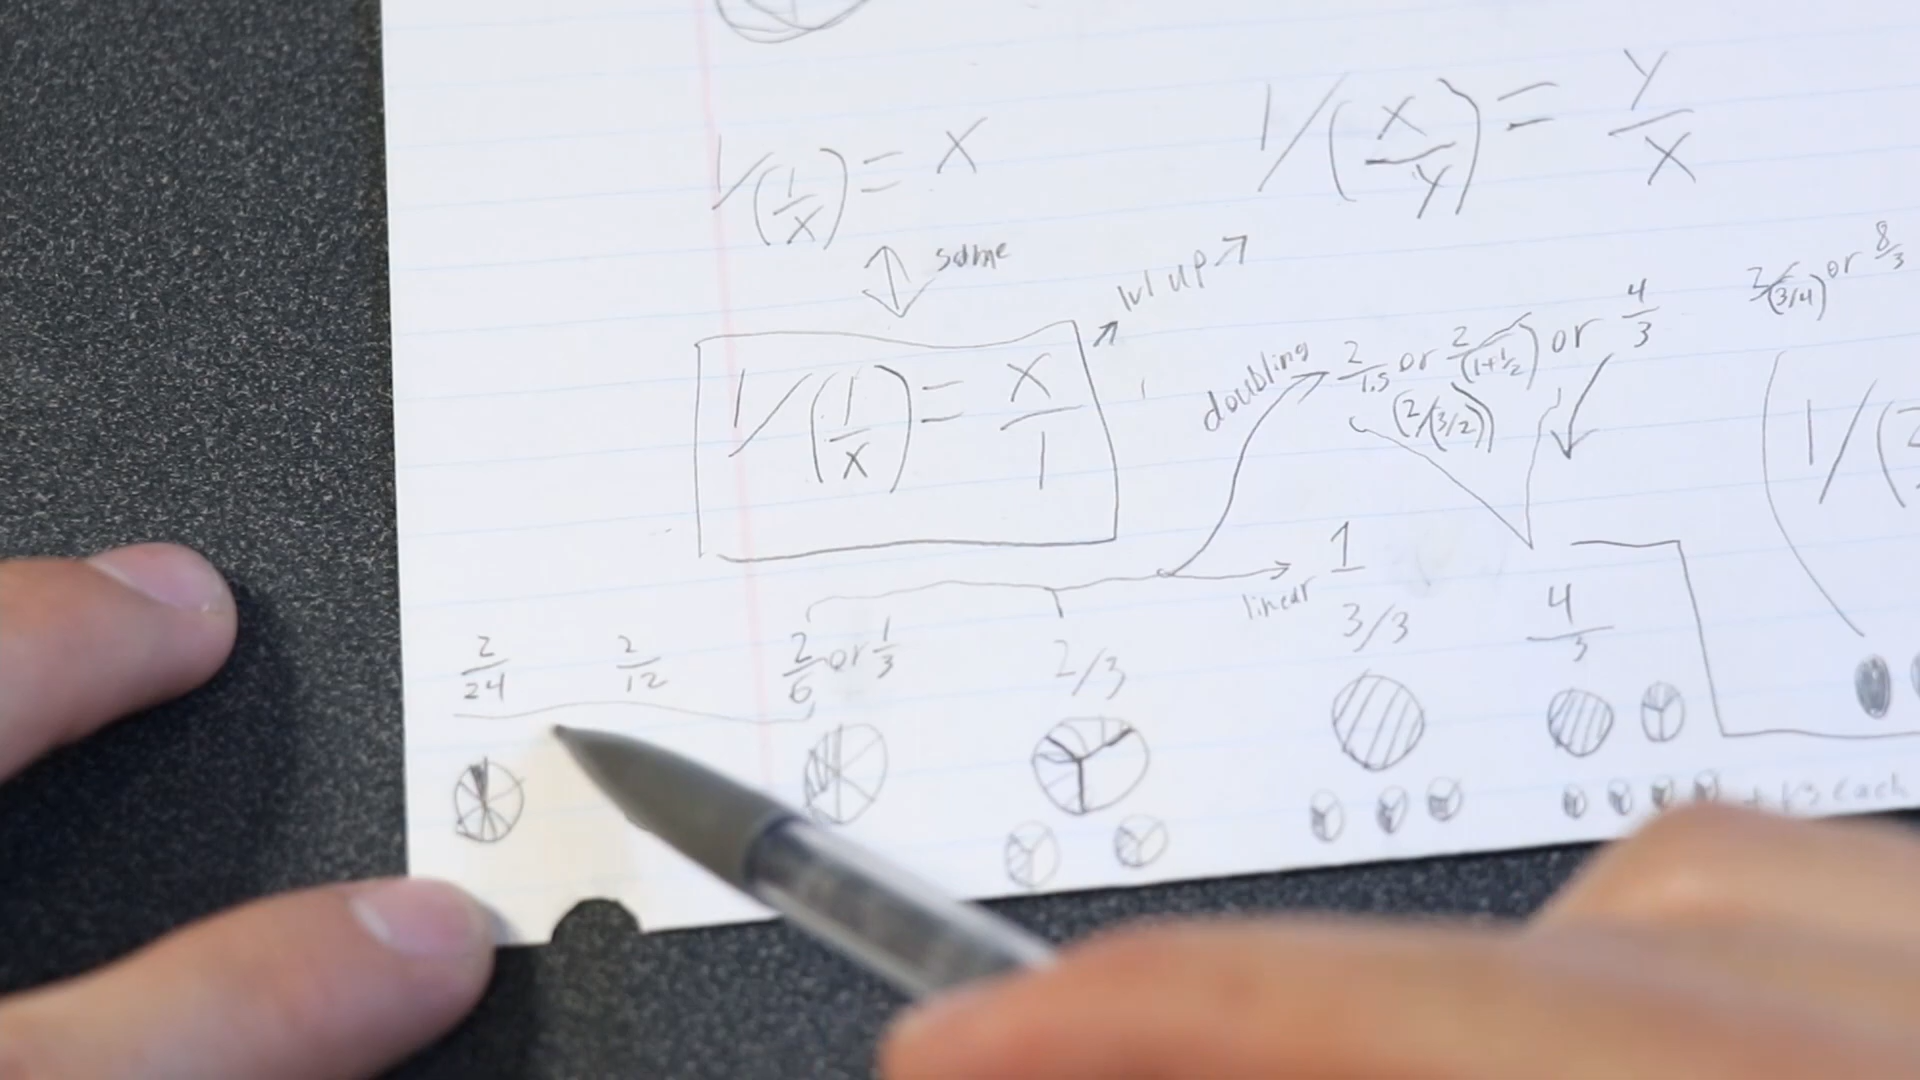 1/(1/x) = x
1/(x/y) = y/x
same
lvl up
1/(1/x) = x/1
doubling
2/1.5 or 2/(1+1/2) or 4/3
(2/(3/2))
2/(3/4) or 8/3
1/(
linear
1
2/24
2/12
2/6 or 1/3
2/3
3/3
4/3
1/3 each